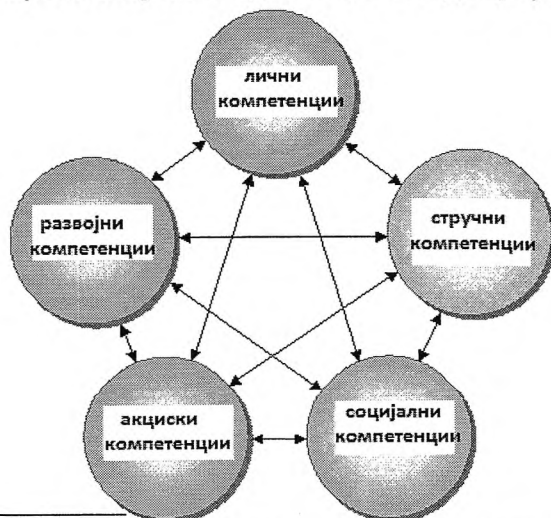 лични
компетенции
развојни
компетенции
стручни
компетенции
акциски
компетенции
социјални
компетенции